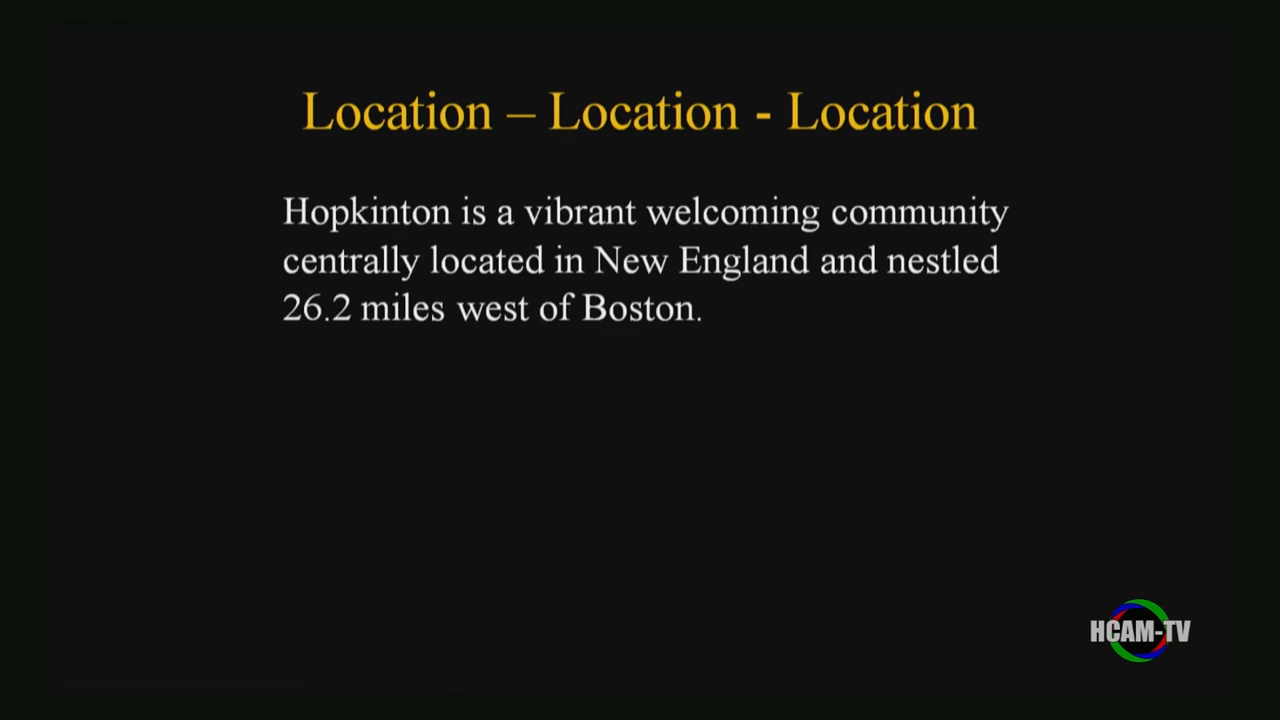 Location – Location - Location
Hopkinton is a vibrant welcoming community
centrally located in New England and nestled
26.2 miles west of Boston.
HCAM-TV